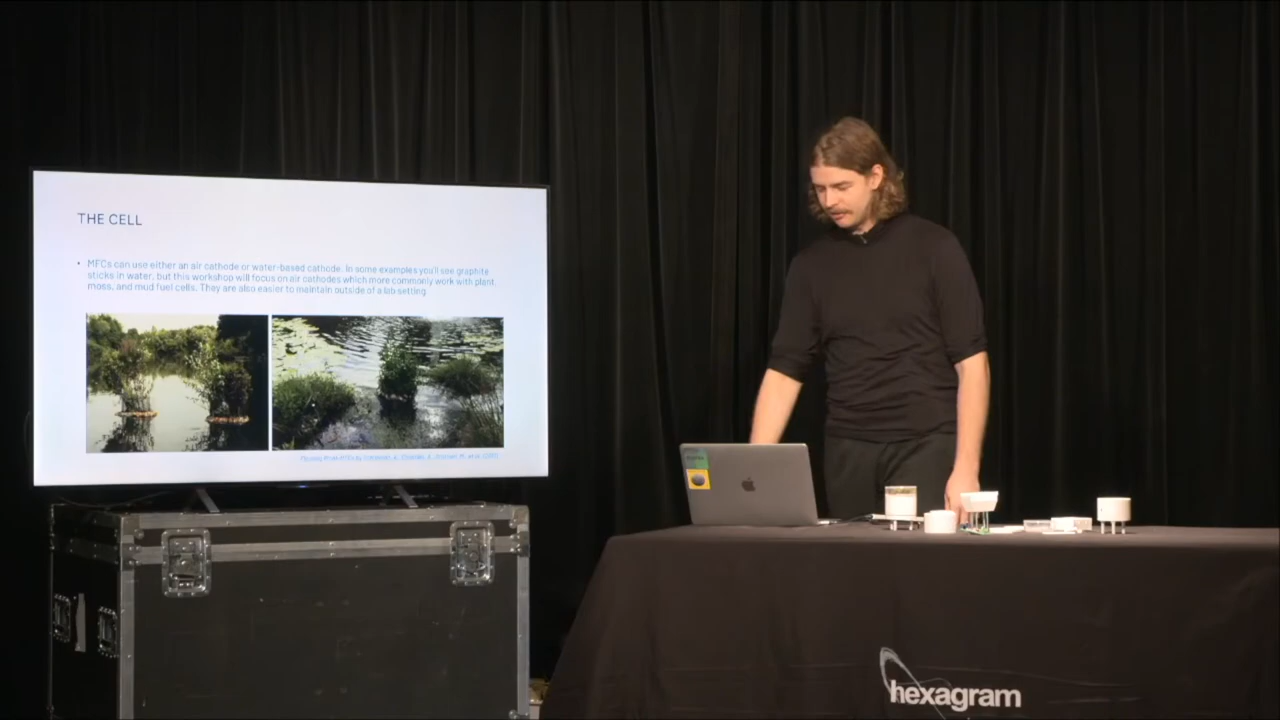 THE CELL
• MFCs can use either an air cathode or water-based cathode. In some examples you'll see graphite
sticks in water, but this workshop will focus on air cathodes which more commonly work with plant,
moss, and mud fuel cells. They are also easier to maintain outside of a lab setting.
hexagram